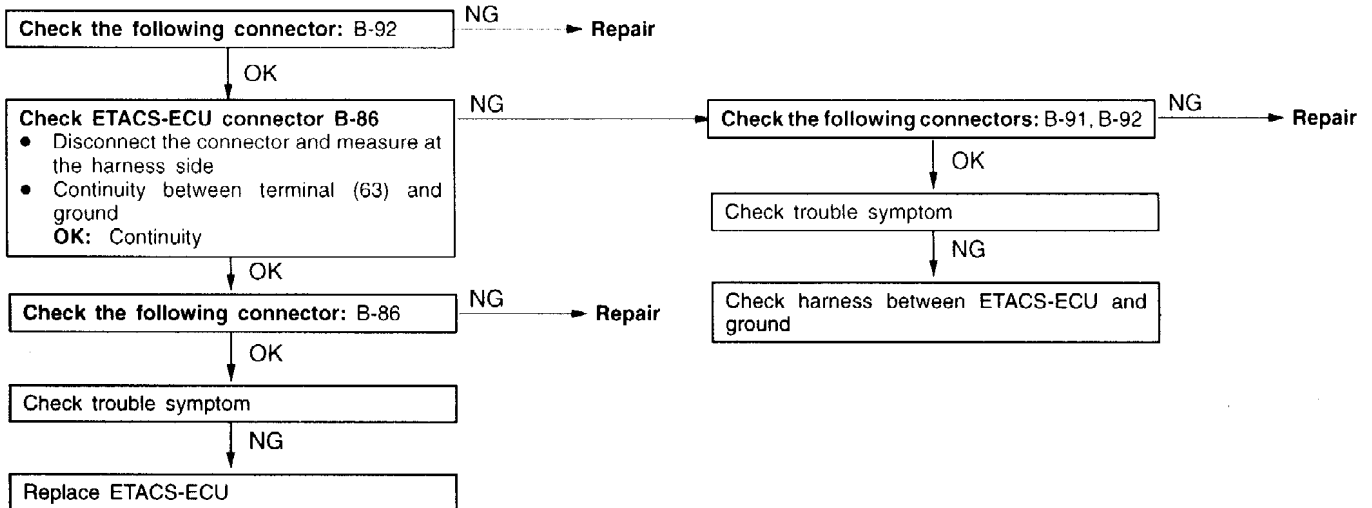 Check the following connector: B-92
NG
Repair
OK
Check ETACS-ECU connector B-86
● Disconnect the connector and measure at
the harness side
● Continuity between terminal (63) and
ground
OK: Continuity
NG
Check the following connectors: B-91, B-92
NG
Repair
OK
Check trouble symptom
NG
Check harness between ETACS-ECU and
ground
OK
Check the following connector: B-86
NG
Repair
OK
Check trouble symptom
NG
Replace ETACS-ECU